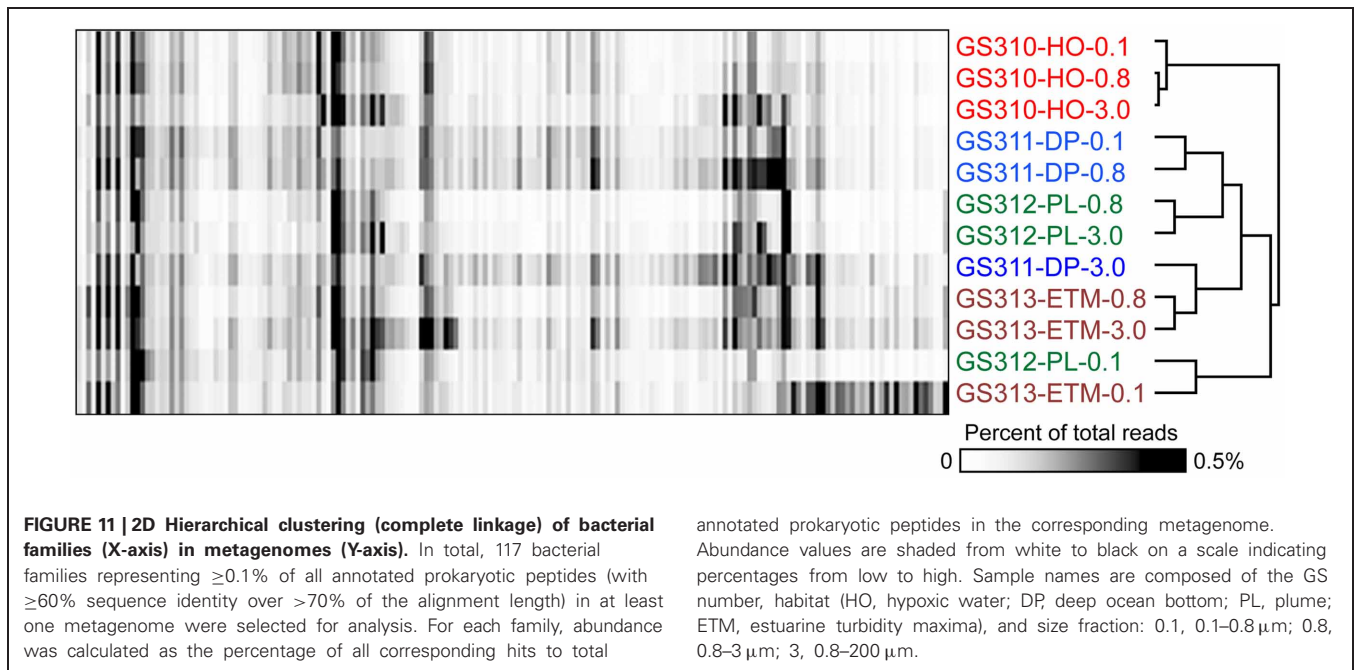 GS310-HO-0.1
GS310-HO-0.8
GS310-HO-3.0
GS311-DP-0.1
GS311-DP-0.8
GS312-PL-0.8
GS312-PL-3.0
GS311-DP-3.0
GS313-ETM-0.8
GS313-ETM-3.0
GS312-PL-0.1
GS313-ETM-0.1
Percent of total reads
0 0.5%
FIGURE 11 | 2D Hierarchical clustering (complete linkage) of bacterial
families (X-axis) in metagenomes (Y-axis). In total, 117 bacterial
families representing ≥0.1% of all annotated prokaryotic peptides (with
≥60% sequence identity over >70% of the alignment length) in at least
one metagenome were selected for analysis. For each family, abundance
was calculated as the percentage of all corresponding hits to total
annotated prokaryotic peptides in the corresponding metagenome.
Abundance values are shaded from white to black on a scale indicating
percentages from low to high. Sample names are composed of the GS
number, habitat (HO, hypoxic water; DP, deep ocean bottom; PL, plume;
ETM, estuarine turbidity maxima), and size fraction: 0.1, 0.1–0.8 μm; 0.8,
0.8–3 μm; 3, 0.8–200 μm.